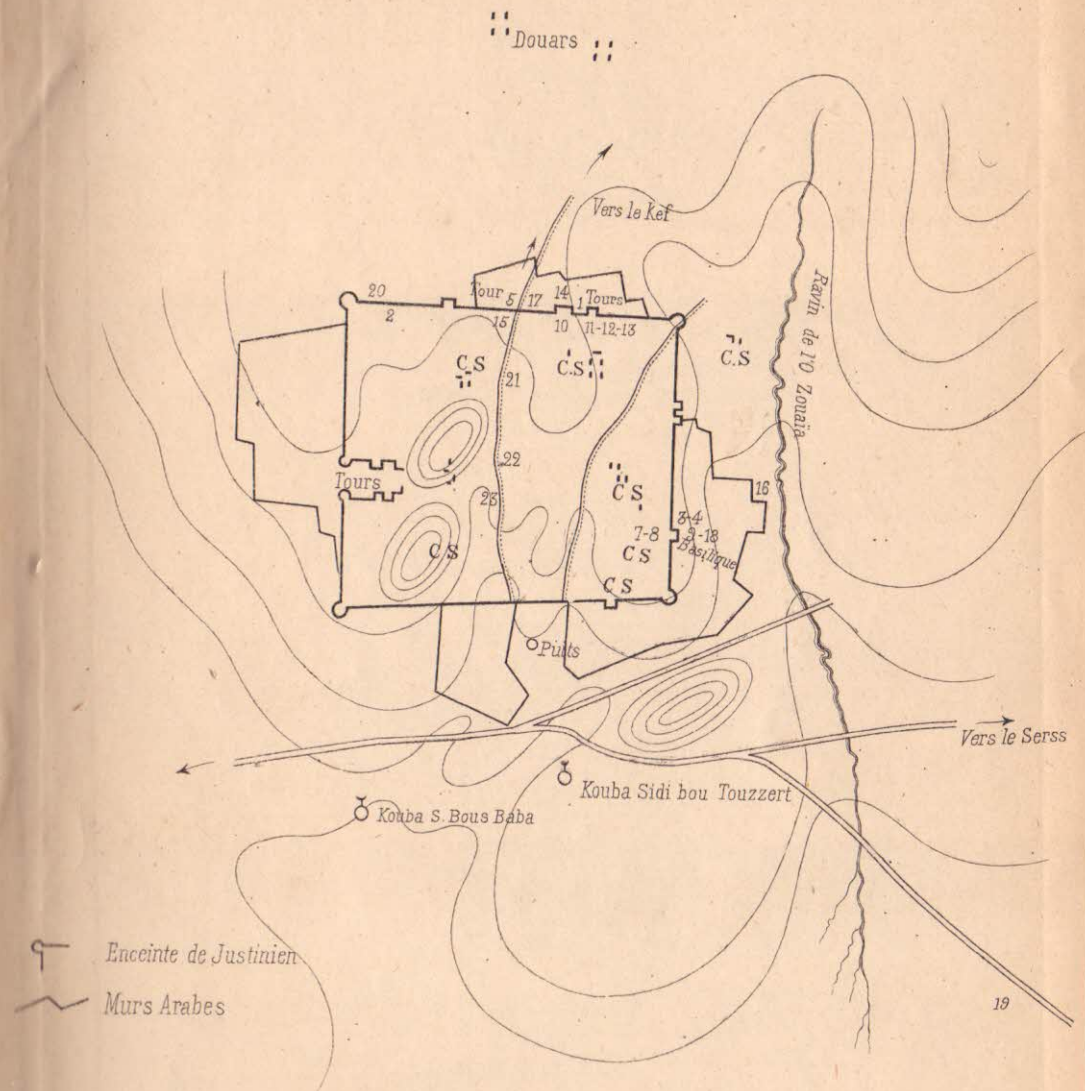 Douars
Vers le Kef
Ravin de l'O Zouaïa
20
Tour
5
17
14
1
Tours
2
15
10
11-12-13
C.S
C.S
C.S
21
22
Tours
23
C S
16
3-4
7-8
9-18
Basilique
C S
C S
C S
Puits
Vers le Serss
Kouba Sidi bou Touzzert
Kouba S. Bous Baba
Enceinte de Justinien
Murs Arabes
19